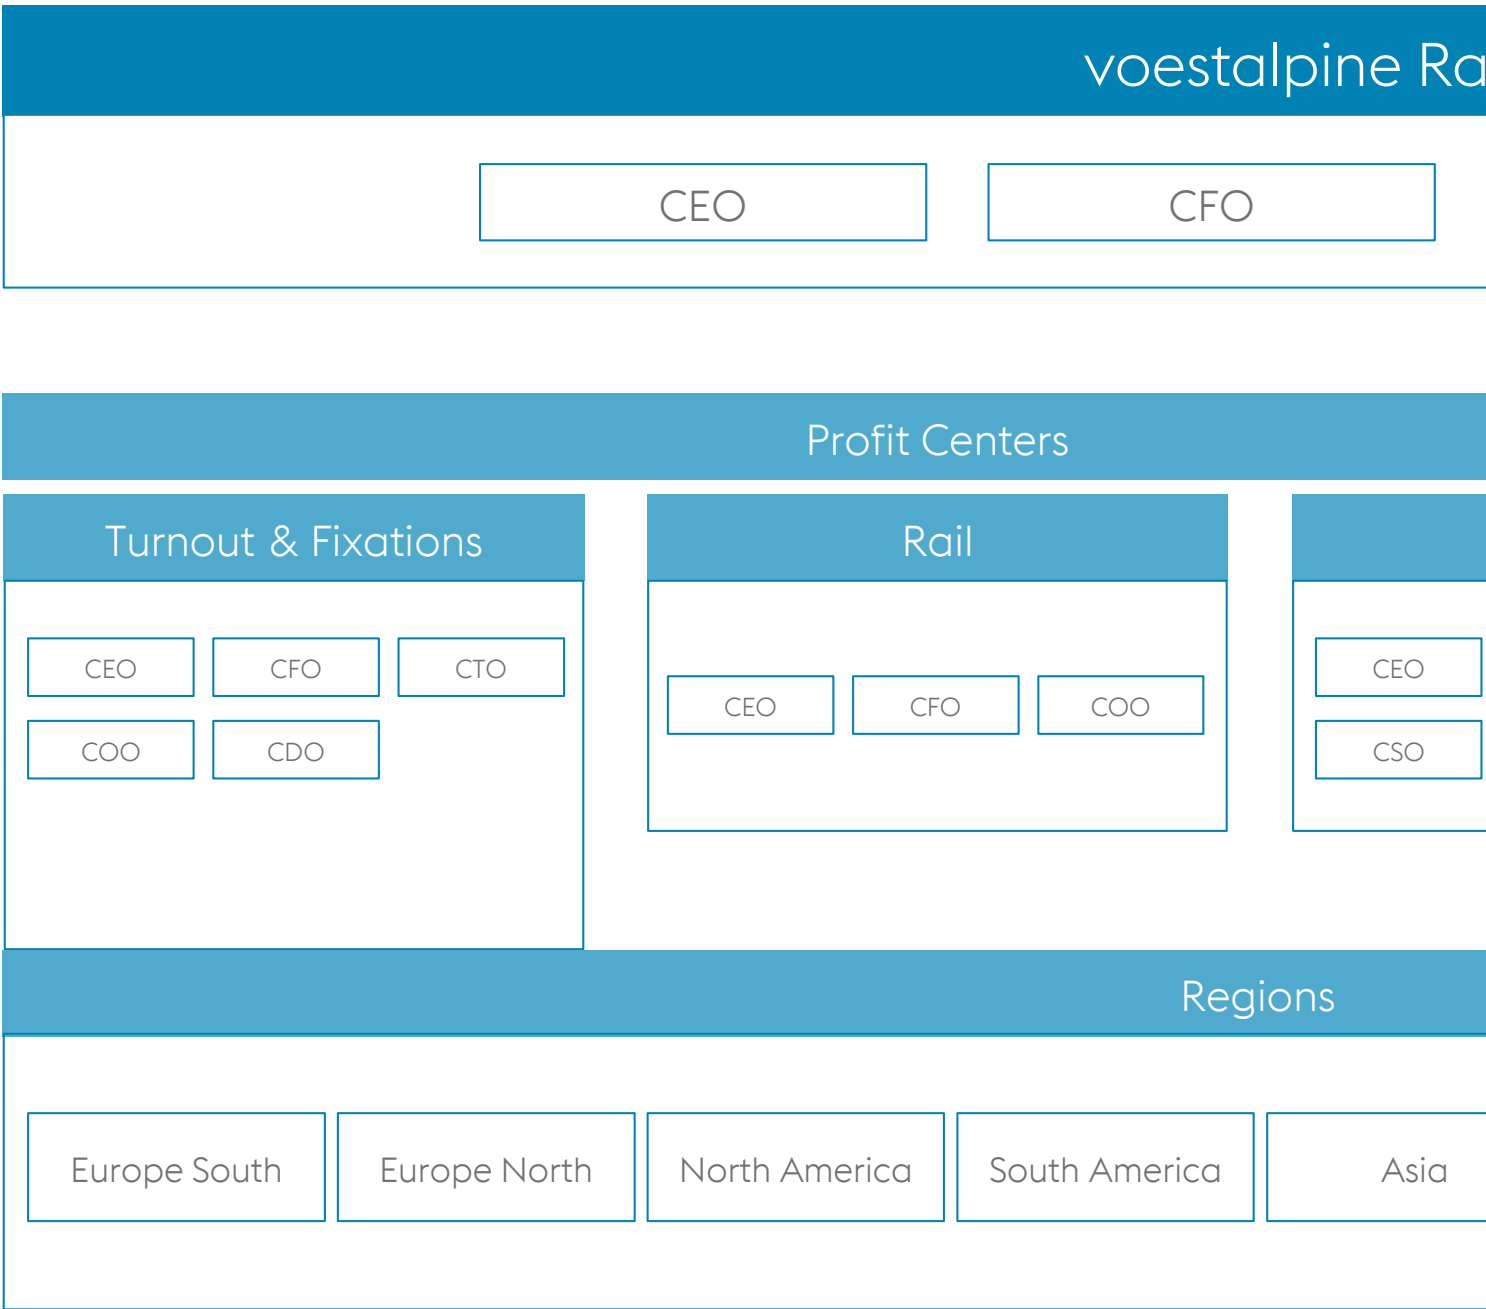 voestalpine Ra
CEO CFO
Profit Centers
Turnout & Fixations
Rail
CEO CFO CTO
COO CDO
CEO CFO COO
CEO
CSO
Regions
Europe South Europe North North America South America Asia